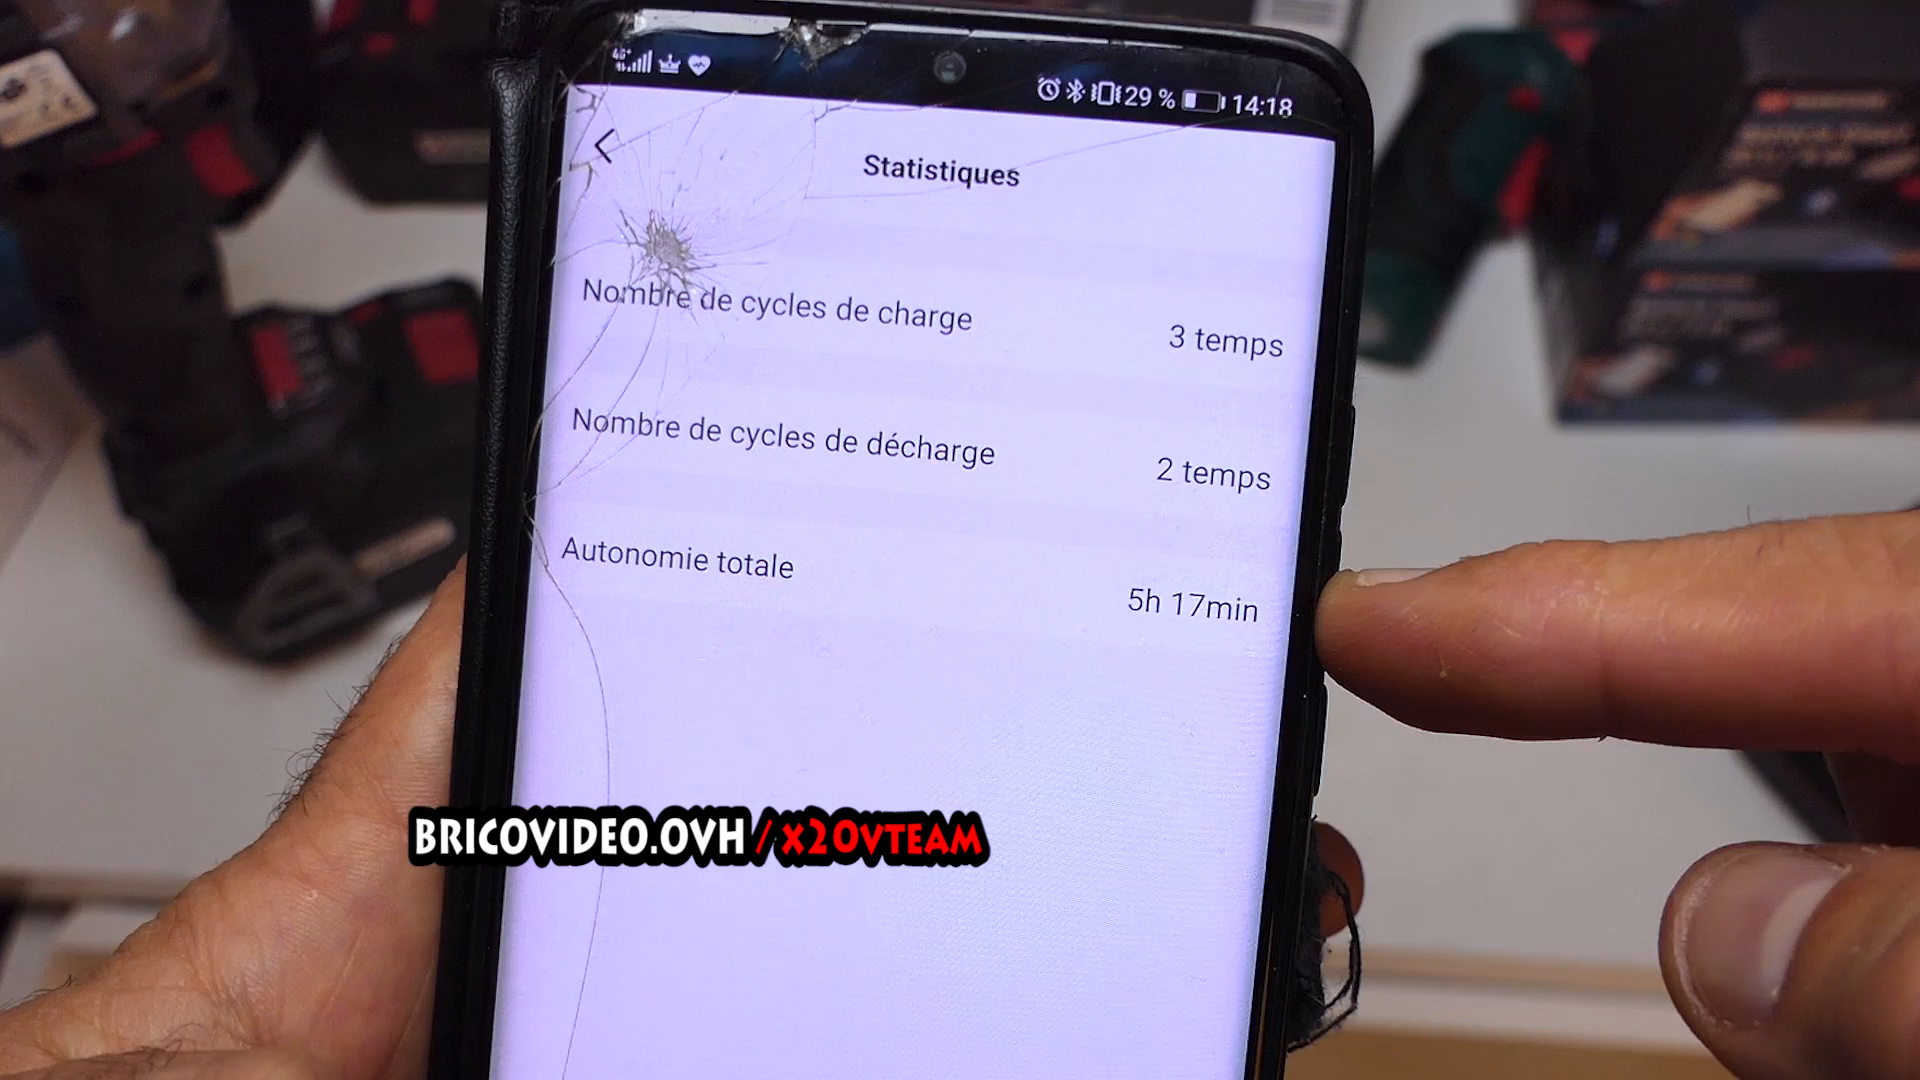 4G+
29 % 14:18
Statistiques
Nombre de cycles de charge
3 temps
Nombre de cycles de décharge
2 temps
Autonomie totale
5h 17min
BRICOVIDEO.OVH/X20VTEAM